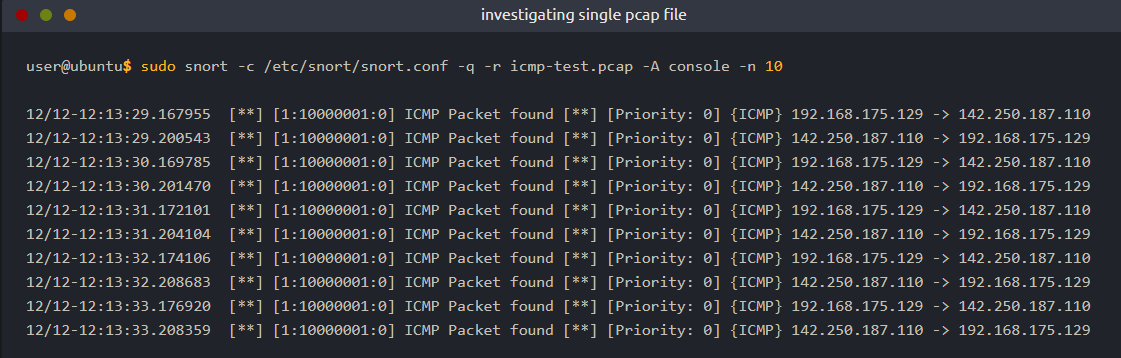 investigating single pcap file
user@ubuntu$ sudo snort -c /etc/snort/snort.conf -q -r icmp-test.pcap -A console -n 10
12/12-12:13:29.167955  [**] [1:10000001:0] ICMP Packet found [**] [Priority: 0] {ICMP} 192.168.175.129 -> 142.250.187.110
12/12-12:13:29.200543  [**] [1:10000001:0] ICMP Packet found [**] [Priority: 0] {ICMP} 142.250.187.110 -> 192.168.175.129
12/12-12:13:30.169785  [**] [1:10000001:0] ICMP Packet found [**] [Priority: 0] {ICMP} 192.168.175.129 -> 142.250.187.110
12/12-12:13:30.201470  [**] [1:10000001:0] ICMP Packet found [**] [Priority: 0] {ICMP} 142.250.187.110 -> 192.168.175.129
12/12-12:13:31.172101  [**] [1:10000001:0] ICMP Packet found [**] [Priority: 0] {ICMP} 192.168.175.129 -> 142.250.187.110
12/12-12:13:31.204104  [**] [1:10000001:0] ICMP Packet found [**] [Priority: 0] {ICMP} 142.250.187.110 -> 192.168.175.129
12/12-12:13:32.174106  [**] [1:10000001:0] ICMP Packet found [**] [Priority: 0] {ICMP} 192.168.175.129 -> 142.250.187.110
12/12-12:13:32.208683  [**] [1:10000001:0] ICMP Packet found [**] [Priority: 0] {ICMP} 142.250.187.110 -> 192.168.175.129
12/12-12:13:33.176920  [**] [1:10000001:0] ICMP Packet found [**] [Priority: 0] {ICMP} 192.168.175.129 -> 142.250.187.110
12/12-12:13:33.208359  [**] [1:10000001:0] ICMP Packet found [**] [Priority: 0] {ICMP} 142.250.187.110 -> 192.168.175.129